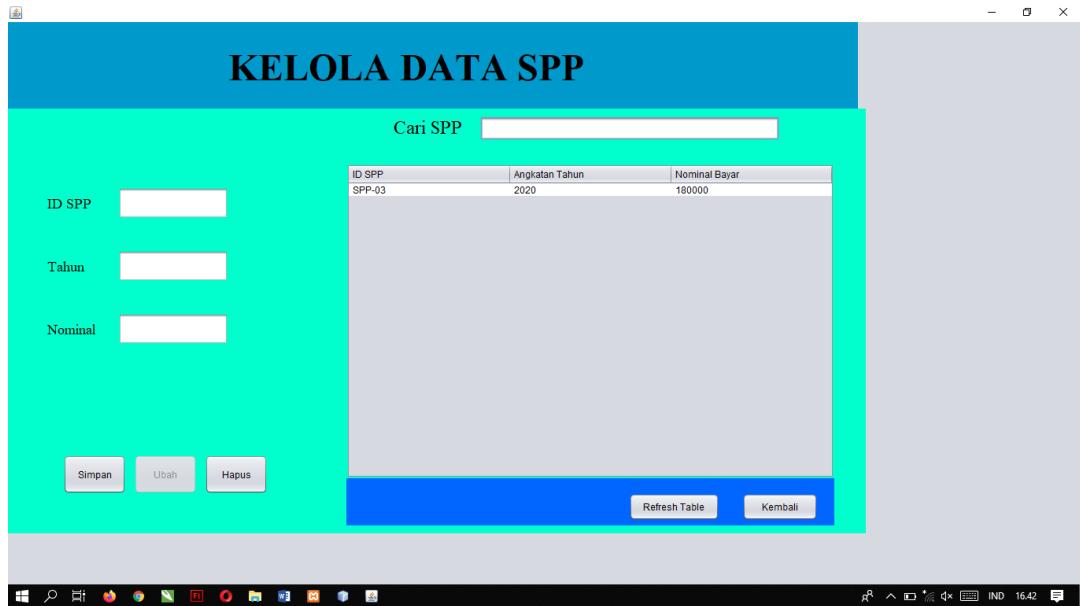 KELOLA DATA SPP
Cari SPP
ID SPP
Tahun
Nominal
ID SPP Angkatan Tahun Nominal Bayar
SPP-03 2020 180000
Simpan Ubah Hapus
Refresh Table Kembali
IND 16.42